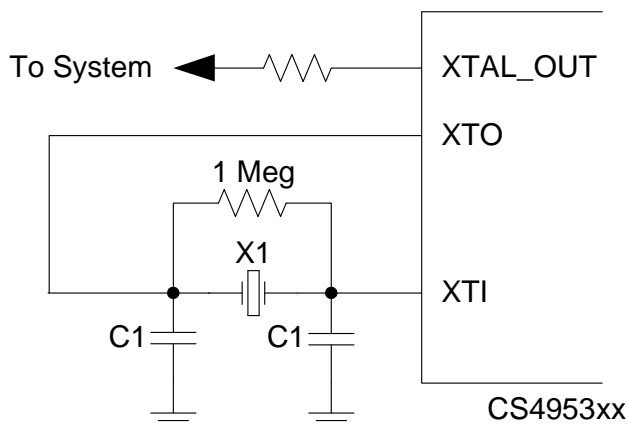 To System
XTAL_OUT
XTO
1 Meg
X1
XTI
C1
C1
CS4953xx